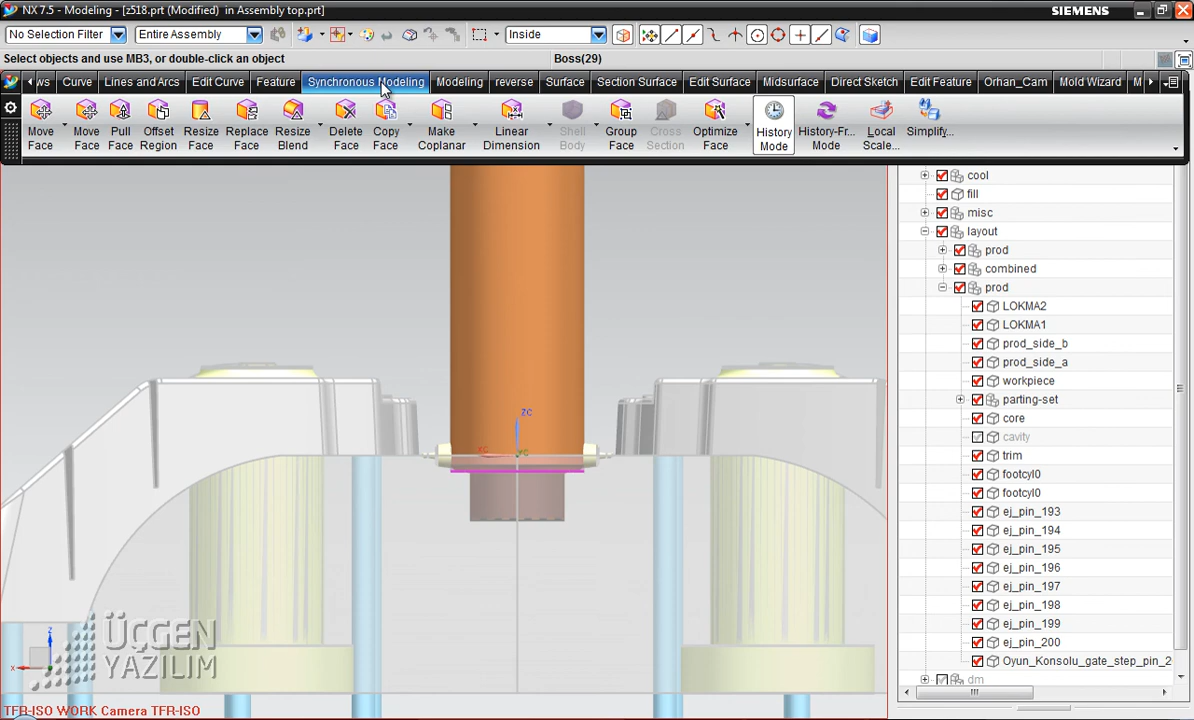 NX 7.5 - Modeling - [z518.prt (Modified)  in Assembly top.prt]
SIEMENS
No Selection Filter
Entire Assembly
Inside
Select objects and use MB3, or double-click an object
Boss(29)
ws
Curve
Lines and Arcs
Edit Curve
Feature
Synchronous Modeling
Modeling
reverse
Surface
Section Surface
Edit Surface
Midsurface
Direct Sketch
Edit Feature
Orhan_Cam
Mold Wizard
M
Move Face
Move Face
Pull Face
Offset Region
Resize Face
Replace Face
Resize Blend
Delete Face
Copy Face
Make Coplanar
Linear Dimension
Shell Body
Group Face
Cross Section
Optimize Face
History Mode
History-Fr... Mode
Local Scale...
Simplify...
cool
fill
misc
layout
prod
combined
prod
LOKMA2
LOKMA1
prod_side_b
prod_side_a
workpiece
parting-set
core
cavity
trim
footcyl0
footcyl0
ej_pin_193
ej_pin_194
ej_pin_195
ej_pin_196
ej_pin_197
ej_pin_198
ej_pin_199
ej_pin_200
Oyun_Konsolu_gate_step_pin_2
dm
ZC
XC
YC
Z
X
ÜÇGEN
YAZILIM
TFR-ISO WORK Camera TFR-ISO